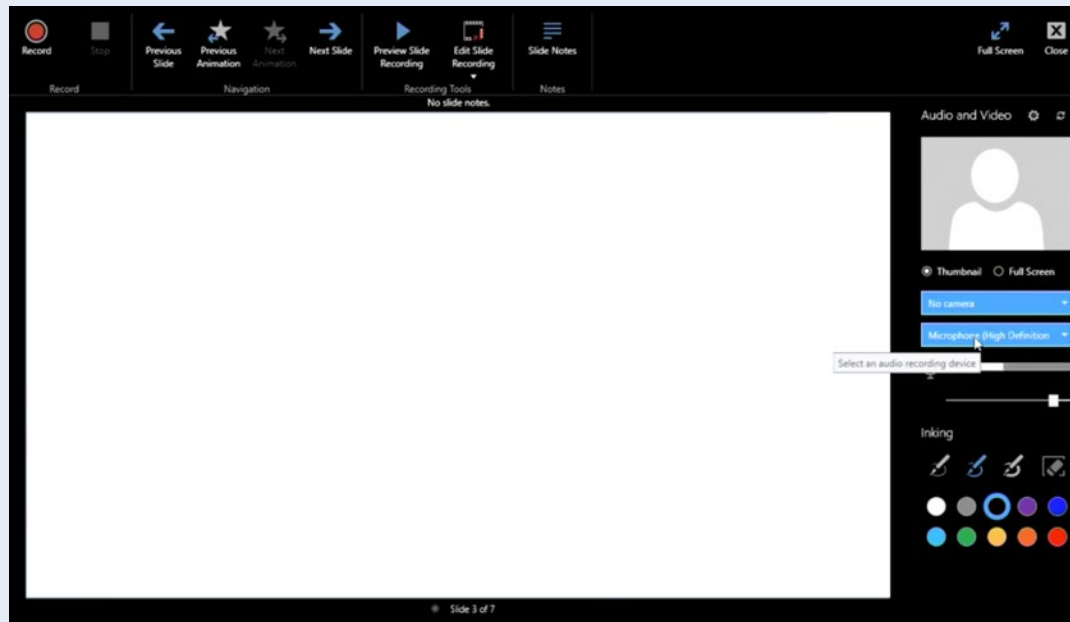 Record
Stop
Previous Slide
Previous Animation
Next Animation
Next Slide
Preview Slide Recording
Edit Slide Recording
Slide Notes
Full Screen
Close
Record
Navigation
Recording Tools
Notes
No slide notes.
Audio and Video
Thumbnail
Full Screen
No camera
Microphone (High Definition
Select an audio recording device
Inking
Slide 3 of 7